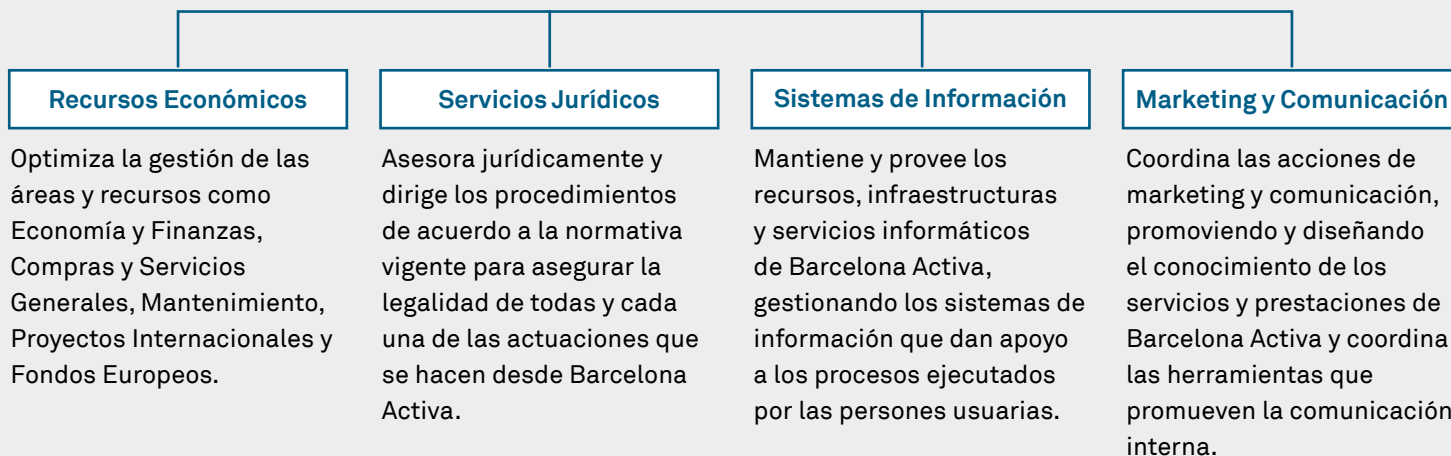 Recursos Económicos
Optimiza la gestión de las
áreas y recursos como
Economía y Finanzas,
Compras y Servicios
Generales, Mantenimiento,
Proyectos Internacionales y
Fondos Europeos.
Servicios Jurídicos
Asesora jurídicamente y
dirige los procedimientos
de acuerdo a la normativa
vigente para asegurar la
legalidad de todas y cada
una de las actuaciones que
se hacen desde Barcelona
Activa.
Sistemas de Información
Mantiene y provee los
recursos, infraestructuras
y servicios informáticos
de Barcelona Activa,
gestionando los sistemas de
información que dan apoyo
a los procesos ejecutados
por las persones usuarias.
Marketing y Comunicación
Coordina las acciones de
marketing y comunicación,
promoviendo y diseñando
el conocimiento de los
servicios y prestaciones de
Barcelona Activa y coordina
las herramientas que
promueven la comunicación
interna.